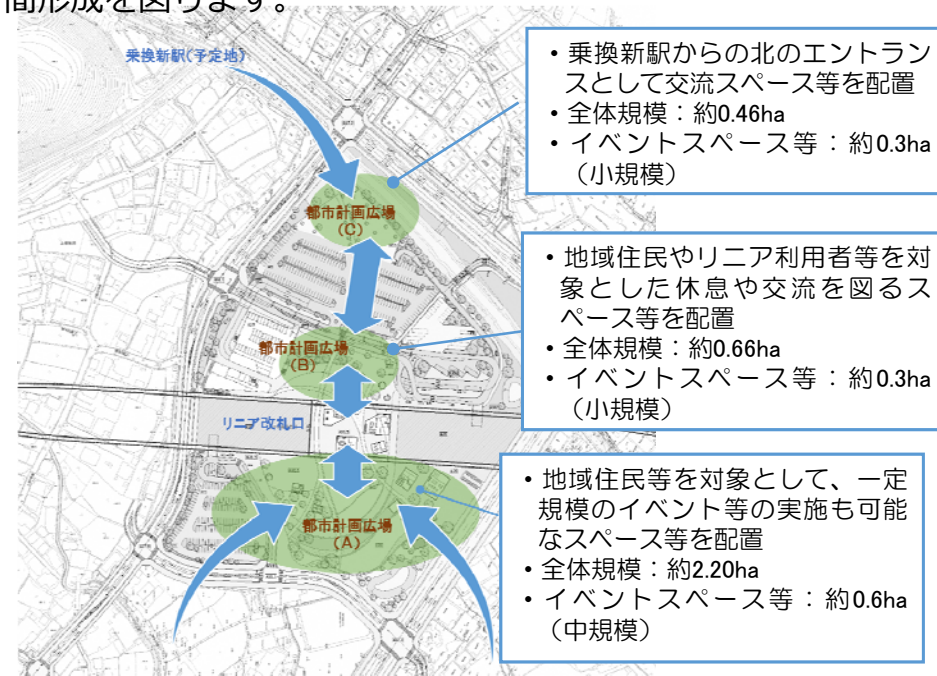 間形成を図ります。
乗換新駅(予定地)
・乗換新駅からの北のエントラン
スとして交流スペース等を配置
・全体規模：約0.46ha
・イベントスペース等：約0.3ha
（小規模）
都市計画広場
(C)
・地域住民やリニア利用者等を対
象とした休息や交流を図るス
ペース等を配置
・全体規模：約0.66ha
・イベントスペース等：約0.3ha
（小規模）
都市計画広場
(B)
リニア改札口
・地域住民等を対象として、一定
規模のイベント等の実施も可能
なスペース等を配置
・全体規模：約2.20ha
・イベントスペース等：約0.6ha
（中規模）
都市計画広場
(A)